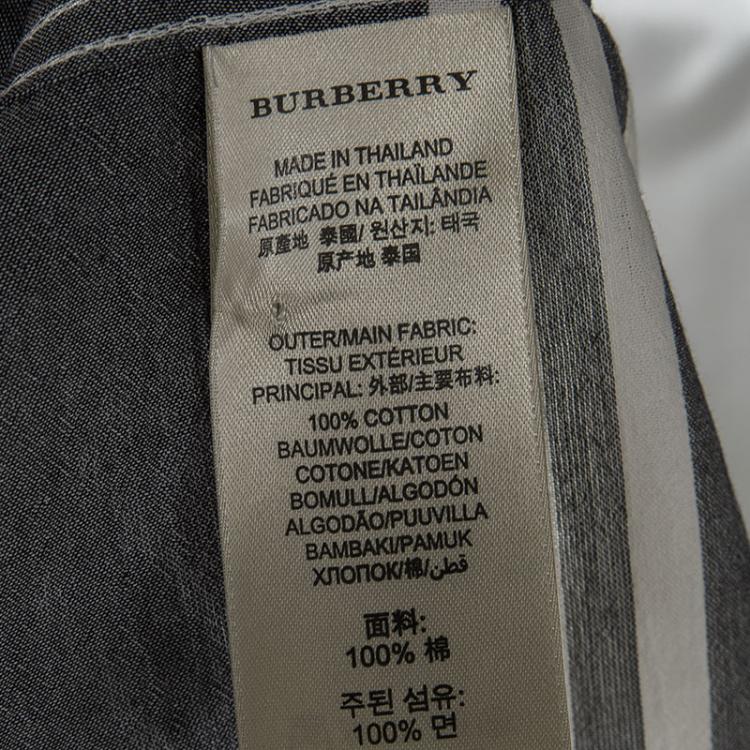 BURBERRY
MADE IN THAILAND
FABRIQUÉ EN THAÏLANDE
FABRICADO NA TAILÂNDIA
原產地 泰國/ 원산지: 태국
原产地 泰国
OUTER/MAIN FABRIC:
TISSU EXTÉRIEUR
PRINCIPAL: 外部/主要布料:
100% COTTON
BAUMWOLLE/COTON
COTONE/KATOEN
BOMULL/ALGODÓN
ALGODÃO/PUUVILLA
BAMBAKI/PAMUK
ХЛОПОК/棉/قطن
面料:
100% 棉
주된 섬유:
100% 면